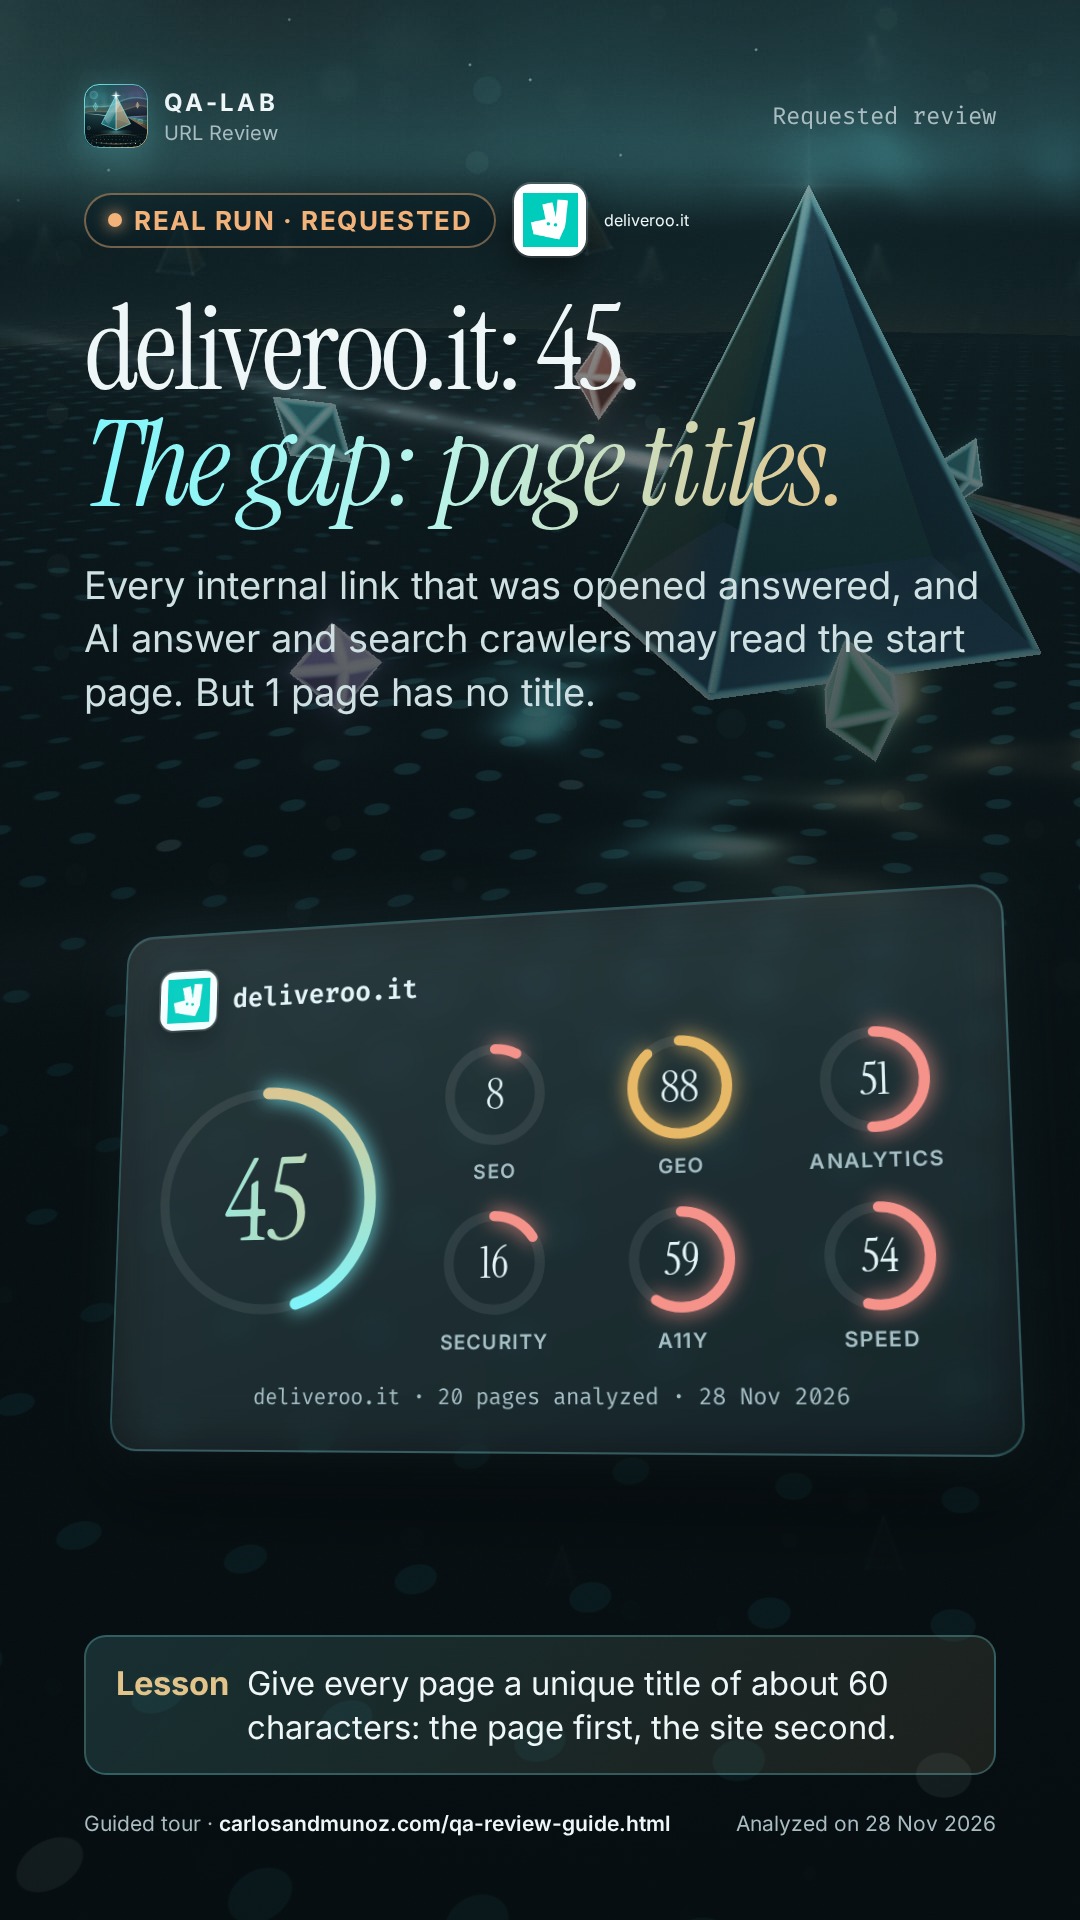 QA-LAB
URL Review
Requested review
REAL RUN · REQUESTED
deliveroo.it
deliveroo.it: 45.
The gap: page titles.
Every internal link that was opened answered, and
AI answer and search crawlers may read the start
page. But 1 page has no title.
deliveroo.it
45
8
SEO
88
GEO
51
ANALYTICS
16
SECURITY
59
A11Y
54
SPEED
deliveroo.it · 20 pages analyzed · 28 Nov 2026
Lesson Give every page a unique title of about 60
characters: the page first, the site second.
Guided tour · carlosandmunoz.com/qa-review-guide.html
Analyzed on 28 Nov 2026